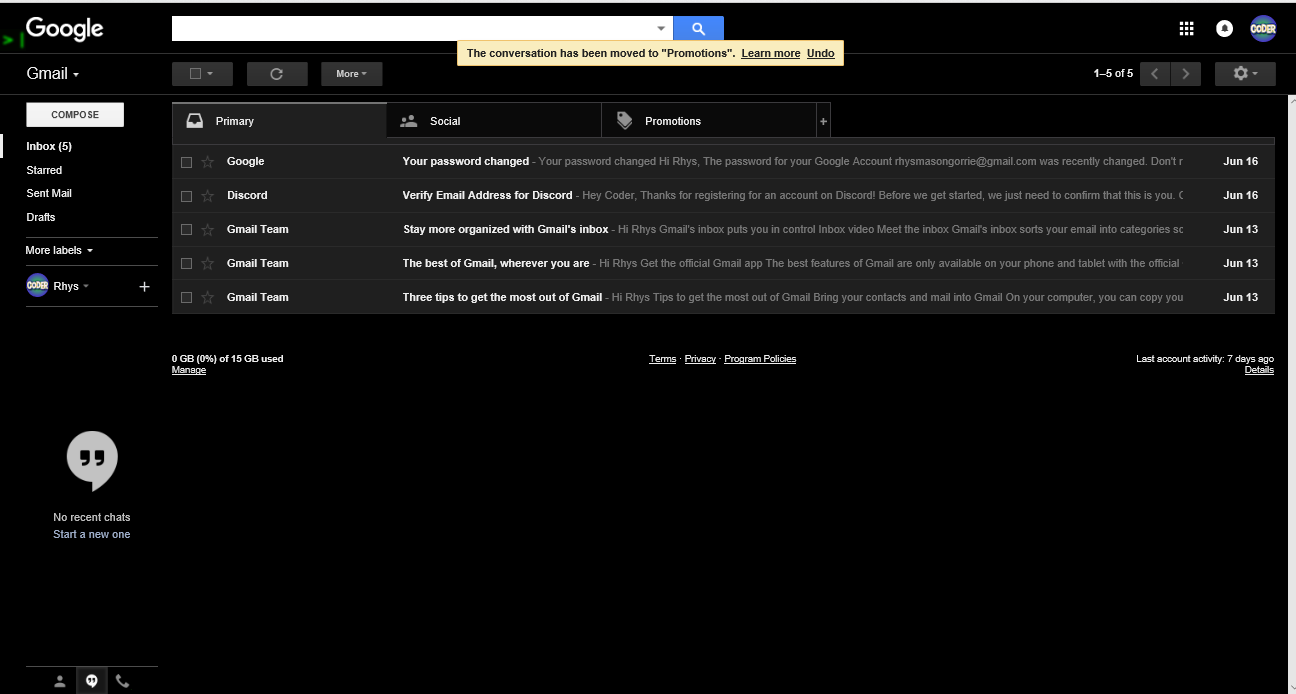 > | Google
CODER
The conversation has been moved to "Promotions". Learn more Undo
Gmail
More
1–5 of 5
COMPOSE
Primary
Social
Promotions
+
Inbox (5)
Starred
Sent Mail
Drafts
More labels
CODER Rhys +
Google Your password changed - Your password changed Hi Rhys, The password for your Google Account rhysmasongorrie@gmail.com was recently changed. Don't r Jun 16
Discord Verify Email Address for Discord - Hey Coder, Thanks for registering for an account on Discord! Before we get started, we just need to confirm that this is you. C Jun 16
Gmail Team Stay more organized with Gmail's inbox - Hi Rhys Gmail's inbox puts you in control Inbox video Meet the inbox Gmail's inbox sorts your email into categories sc Jun 13
Gmail Team The best of Gmail, wherever you are - Hi Rhys Get the official Gmail app The best features of Gmail are only available on your phone and tablet with the official Jun 13
Gmail Team Three tips to get the most out of Gmail - Hi Rhys Tips to get the most out of Gmail Bring your contacts and mail into Gmail On your computer, you can copy you Jun 13
0 GB (0%) of 15 GB used
Manage
Terms · Privacy · Program Policies
Last account activity: 7 days ago
Details
No recent chats
Start a new one